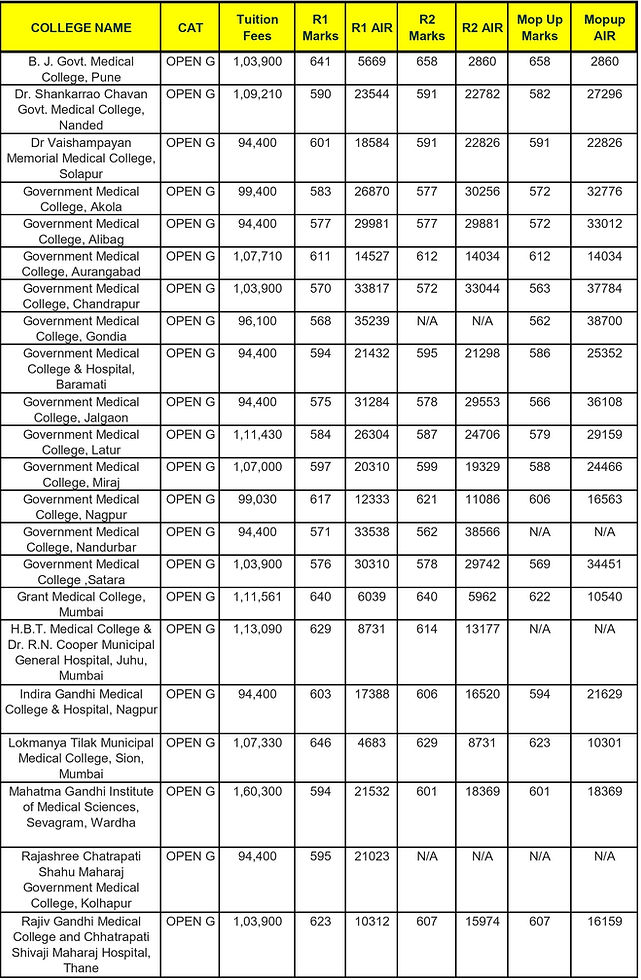 COLLEGE NAME CAT Tuition Fees R1 Marks R1 AIR R2 Marks R2 AIR Mop Up Marks Mopup AIR
B. J. Govt. Medical College, Pune OPEN G 1,03,900 641 5669 658 2860 658 2860
Dr. Shankarrao Chavan Govt. Medical College, Nanded OPEN G 1,09,210 590 23544 591 22782 582 27296
Dr Vaishampayan Memorial Medical College, Solapur OPEN G 94,400 601 18584 591 22826 591 22826
Government Medical College, Akola OPEN G 99,400 583 26870 577 30256 572 32776
Government Medical College, Alibag OPEN G 94,400 577 29981 577 29881 572 33012
Government Medical College, Aurangabad OPEN G 1,07,710 611 14527 612 14034 612 14034
Government Medical College, Chandrapur OPEN G 1,03,900 570 33817 572 33044 563 37784
Government Medical College, Gondia OPEN G 96,100 568 35239 N/A N/A 562 38700
Government Medical College & Hospital, Baramati OPEN G 94,400 594 21432 595 21298 586 25352
Government Medical College, Jalgaon OPEN G 94,400 575 31284 578 29553 566 36108
Government Medical College, Latur OPEN G 1,11,430 584 26304 587 24706 579 29159
Government Medical College, Miraj OPEN G 1,07,000 597 20310 599 19329 588 24466
Government Medical College, Nagpur OPEN G 99,030 617 12333 621 11086 606 16563
Government Medical College, Nandurbar OPEN G 94,400 571 33538 562 38566 N/A N/A
Government Medical College ,Satara OPEN G 1,03,900 576 30310 578 29742 569 34451
Grant Medical College, Mumbai OPEN G 1,11,561 640 6039 640 5962 622 10540
H.B.T. Medical College & Dr. R.N. Cooper Municipal General Hospital, Juhu, Mumbai OPEN G 1,13,090 629 8731 614 13177 N/A N/A
Indira Gandhi Medical College & Hospital, Nagpur OPEN G 94,400 603 17388 606 16520 594 21629
Lokmanya Tilak Municipal Medical College, Sion, Mumbai OPEN G 1,07,330 646 4683 629 8731 623 10301
Mahatma Gandhi Institute of Medical Sciences, Sevagram, Wardha OPEN G 1,60,300 594 21532 601 18369 601 18369
Rajashree Chatrapati Shahu Maharaj Government Medical College, Kolhapur OPEN G 94,400 595 21023 N/A N/A N/A N/A
Rajiv Gandhi Medical College and Chhatrapati Shivaji Maharaj Hospital, Thane OPEN G 1,03,900 623 10312 607 15974 607 16159